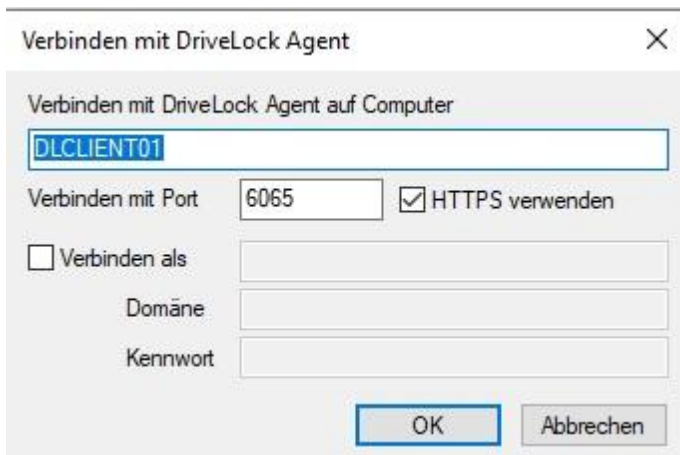 Verbinden mit DriveLock Agent
Verbinden mit DriveLock Agent auf Computer
DLCLIENT01
Verbinden mit Port 6065 HTTPS verwenden
Verbinden als
Domäne
Kennwort
OK Abbrechen